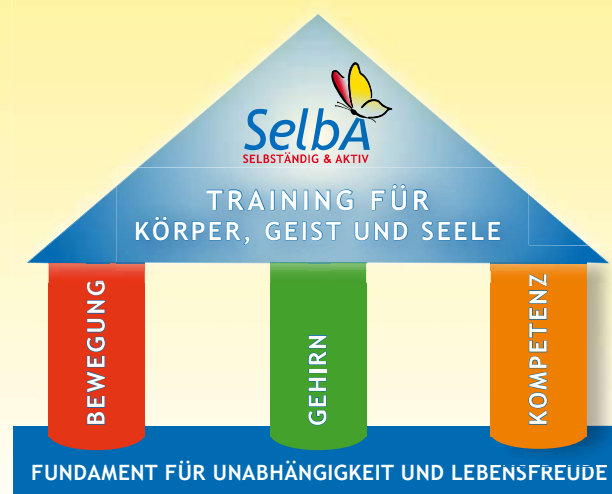 SelbA
SELBSTÄNDIG & AKTIV
TRAINING FÜR
KÖRPER, GEIST UND SEELE
BEWEGUNG
GEHIRN
KOMPETENZ
FUNDAMENT FÜR UNABHÄNGIGKEIT UND LEBENSFREUDE